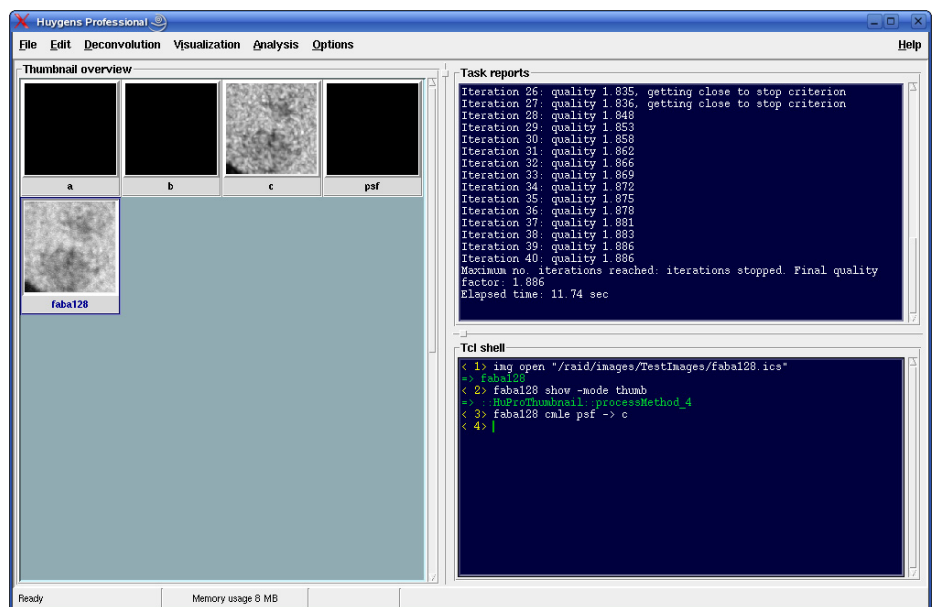 Huygens Professional
File Edit Deconvolution Visualization Analysis Options Help
Thumbnail overview
a b c psf
faba128
Task reports
Iteration 26: quality 1.835, getting close to stop criterion
Iteration 27: quality 1.836, getting close to stop criterion
Iteration 28: quality 1.848
Iteration 29: quality 1.853
Iteration 30: quality 1.858
Iteration 31: quality 1.862
Iteration 32: quality 1.866
Iteration 33: quality 1.869
Iteration 34: quality 1.872
Iteration 35: quality 1.875
Iteration 36: quality 1.878
Iteration 37: quality 1.881
Iteration 38: quality 1.883
Iteration 39: quality 1.886
Iteration 40: quality 1.886
Maximum no. iterations reached: iterations stopped. Final quality
factor: 1.886
Elapsed time: 11.74 sec
Tcl shell
< 1> img open "/raid/images/TestImages/faba128.ics"
=> faba128
< 2> faba128 show -mode thumb
=> ::HuProThumbnail::processMethod_4
< 3> faba128 cmle psf -> c
< 4>
Ready Memory usage 8 MB